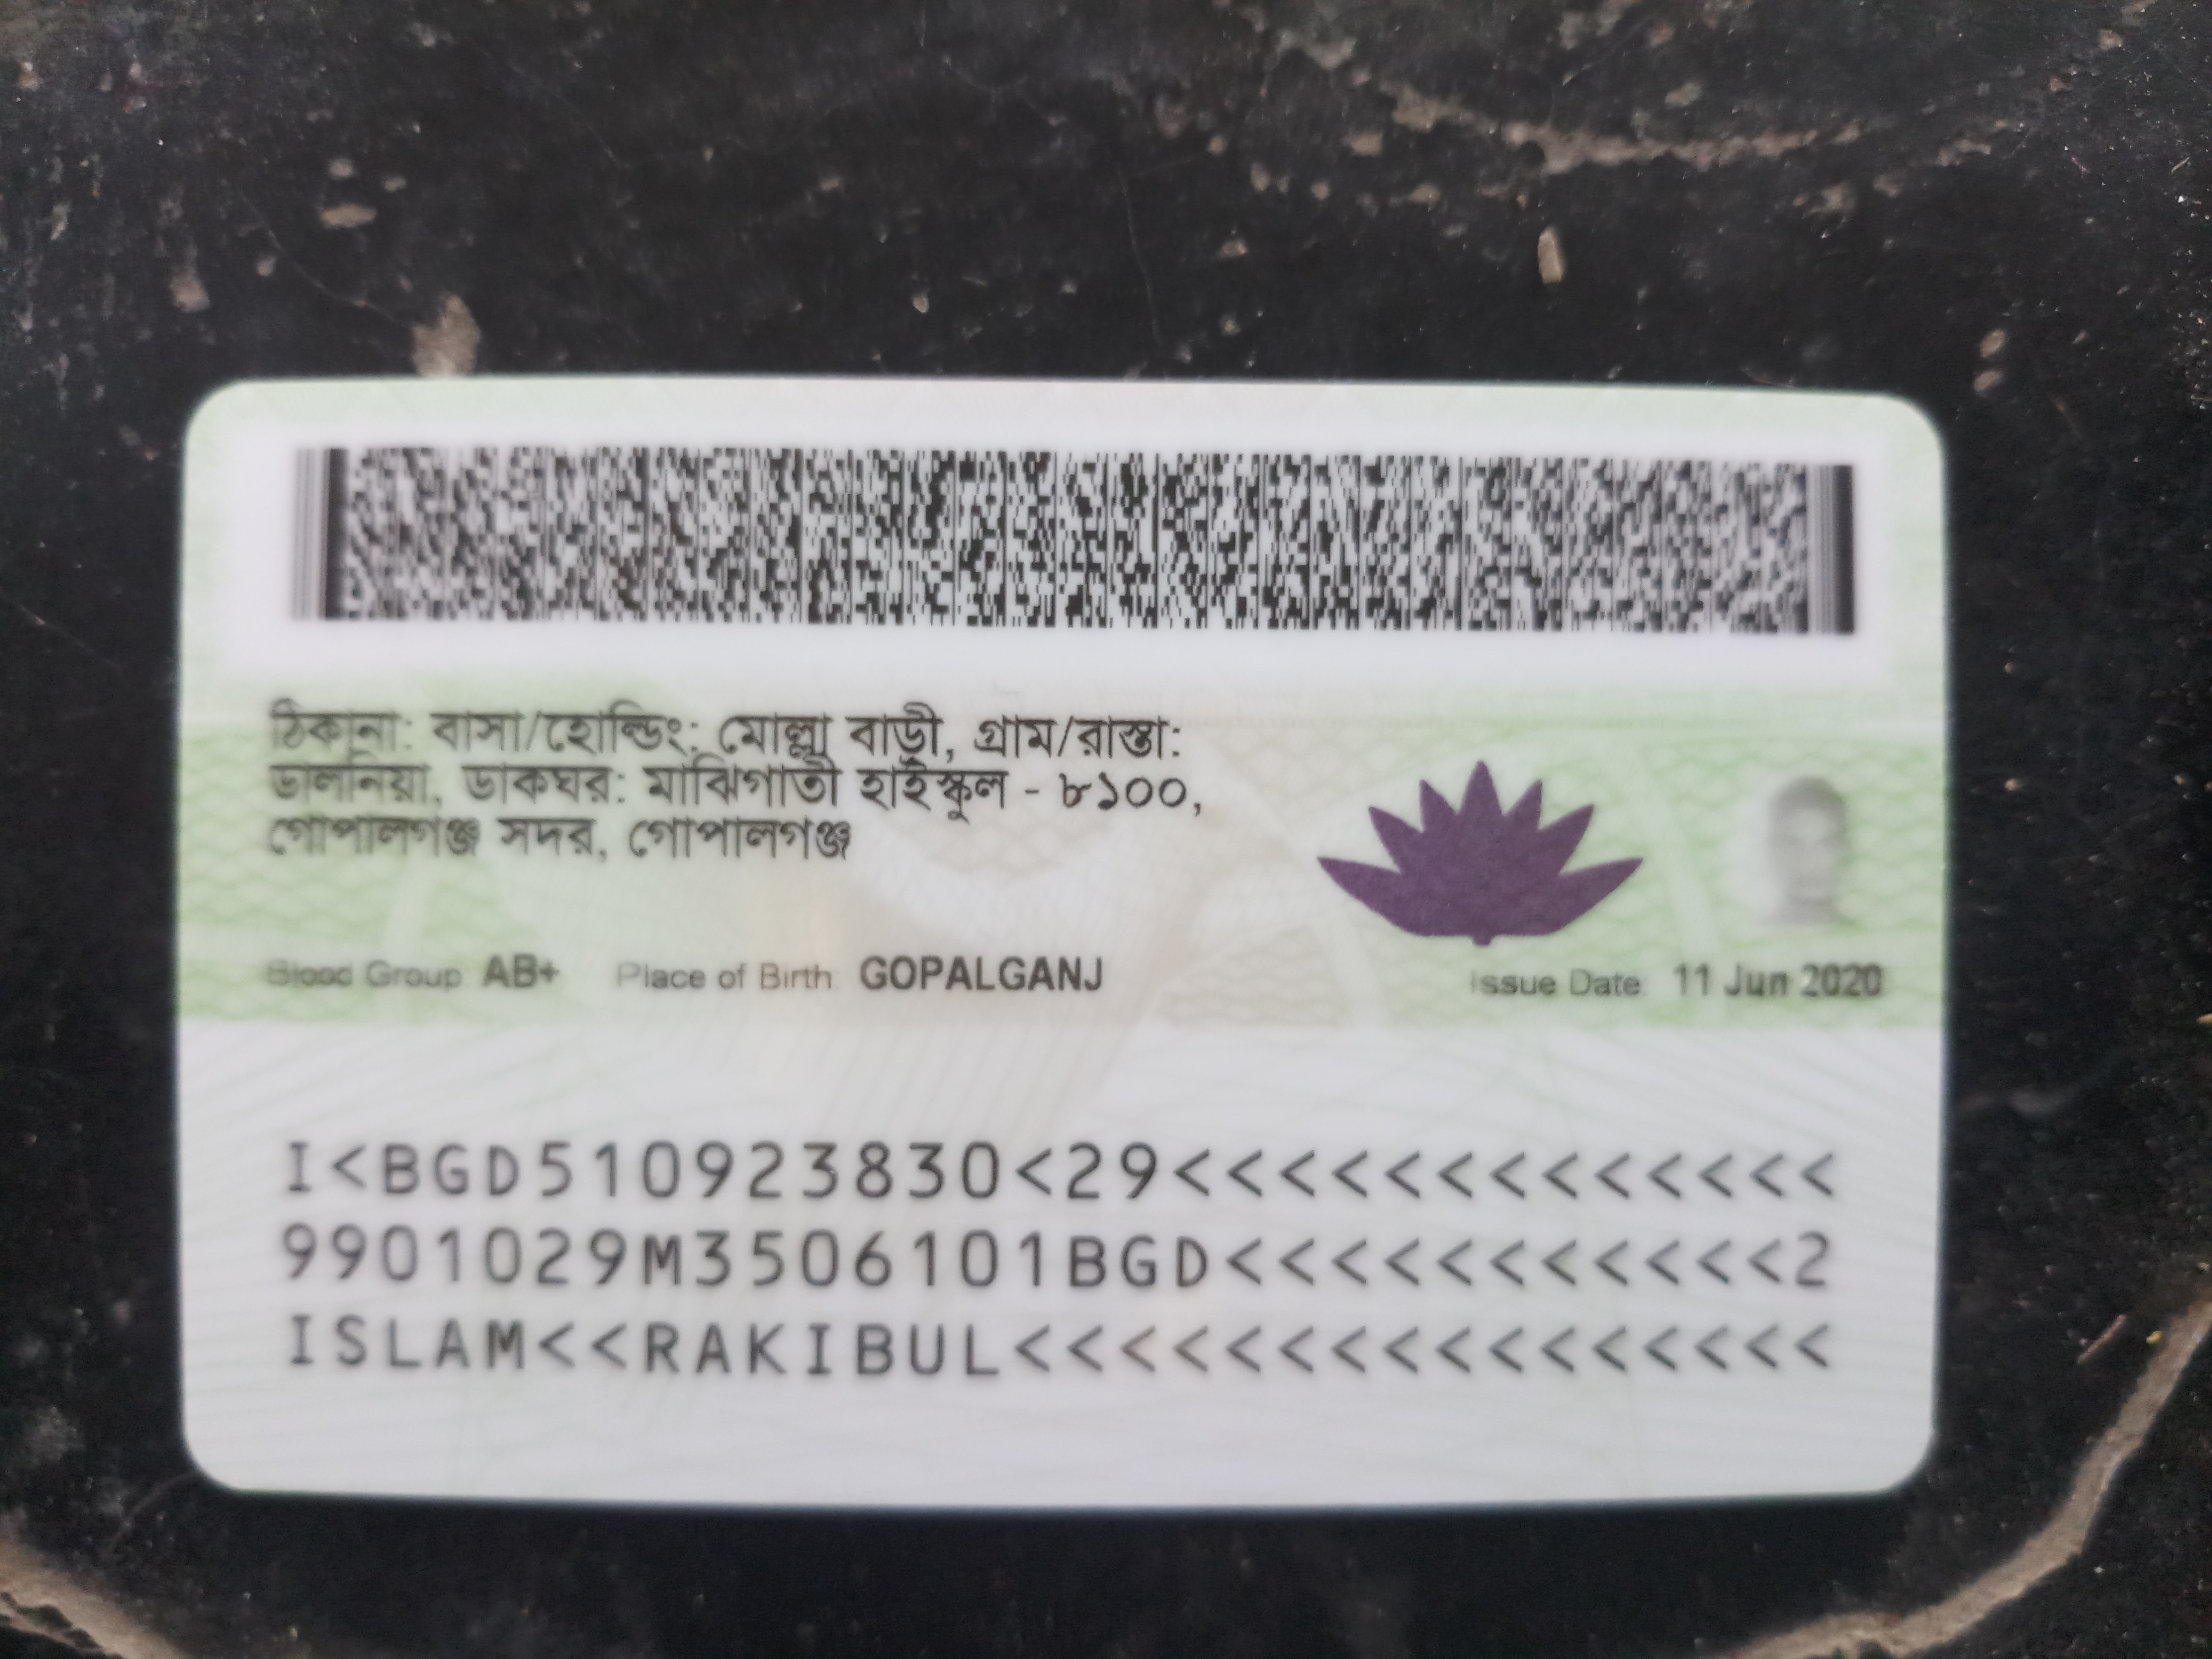 ঠিকানা: বাসা/হোল্ডিং: মোল্লা বাড়ী, গ্রাম/রাস্তা:
ডালনিয়া, ডাকঘর: মাঝিগাতী হাইস্কুল - ৮১০০,
গোপালগঞ্জ সদর, গোপালগঞ্জ
Blood Group: AB+ Place of Birth: GOPALGANJ Issue Date: 11 Jun 2020
I<BGD510923830<29<<<<<<<<<<<<<
9901029M3506101BGD<<<<<<<<<<<2
ISLAM<<RAKIBUL<<<<<<<<<<<<<<<<